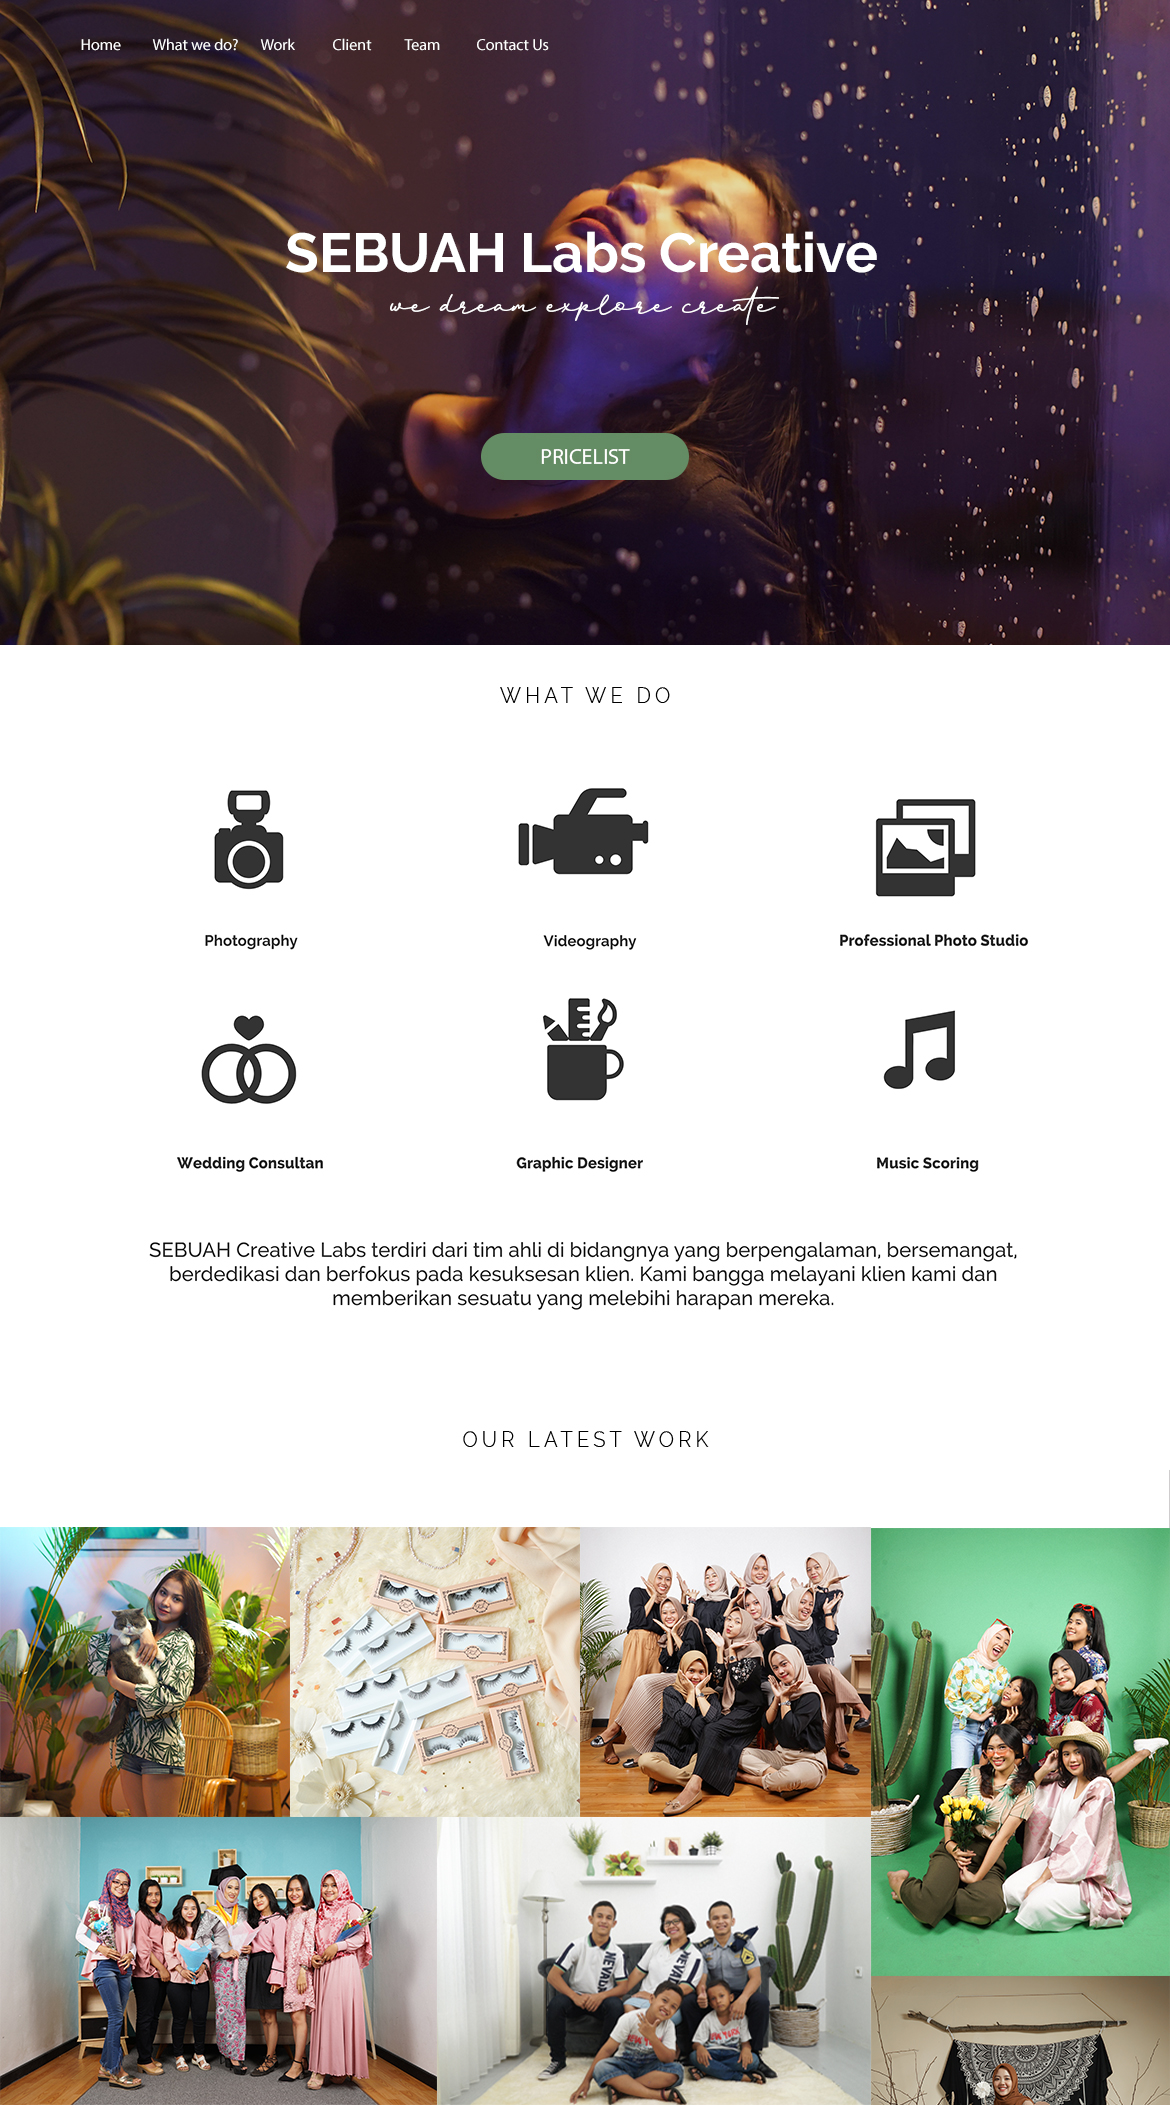 Home What we do? Work Client Team Contact Us
SEBUAH Labs Creative
we dream explore create
PRICELIST
WHAT WE DO
Photography Videography Professional Photo Studio
Wedding Consultan Graphic Designer Music Scoring
SEBUAH Creative Labs terdiri dari tim ahli di bidangnya yang berpengalaman, bersemangat,
berdedikasi dan berfokus pada kesuksesan klien. Kami bangga melayani klien kami dan
memberikan sesuatu yang melebihi harapan mereka.
OUR LATEST WORK
NEVADA
NEVADA